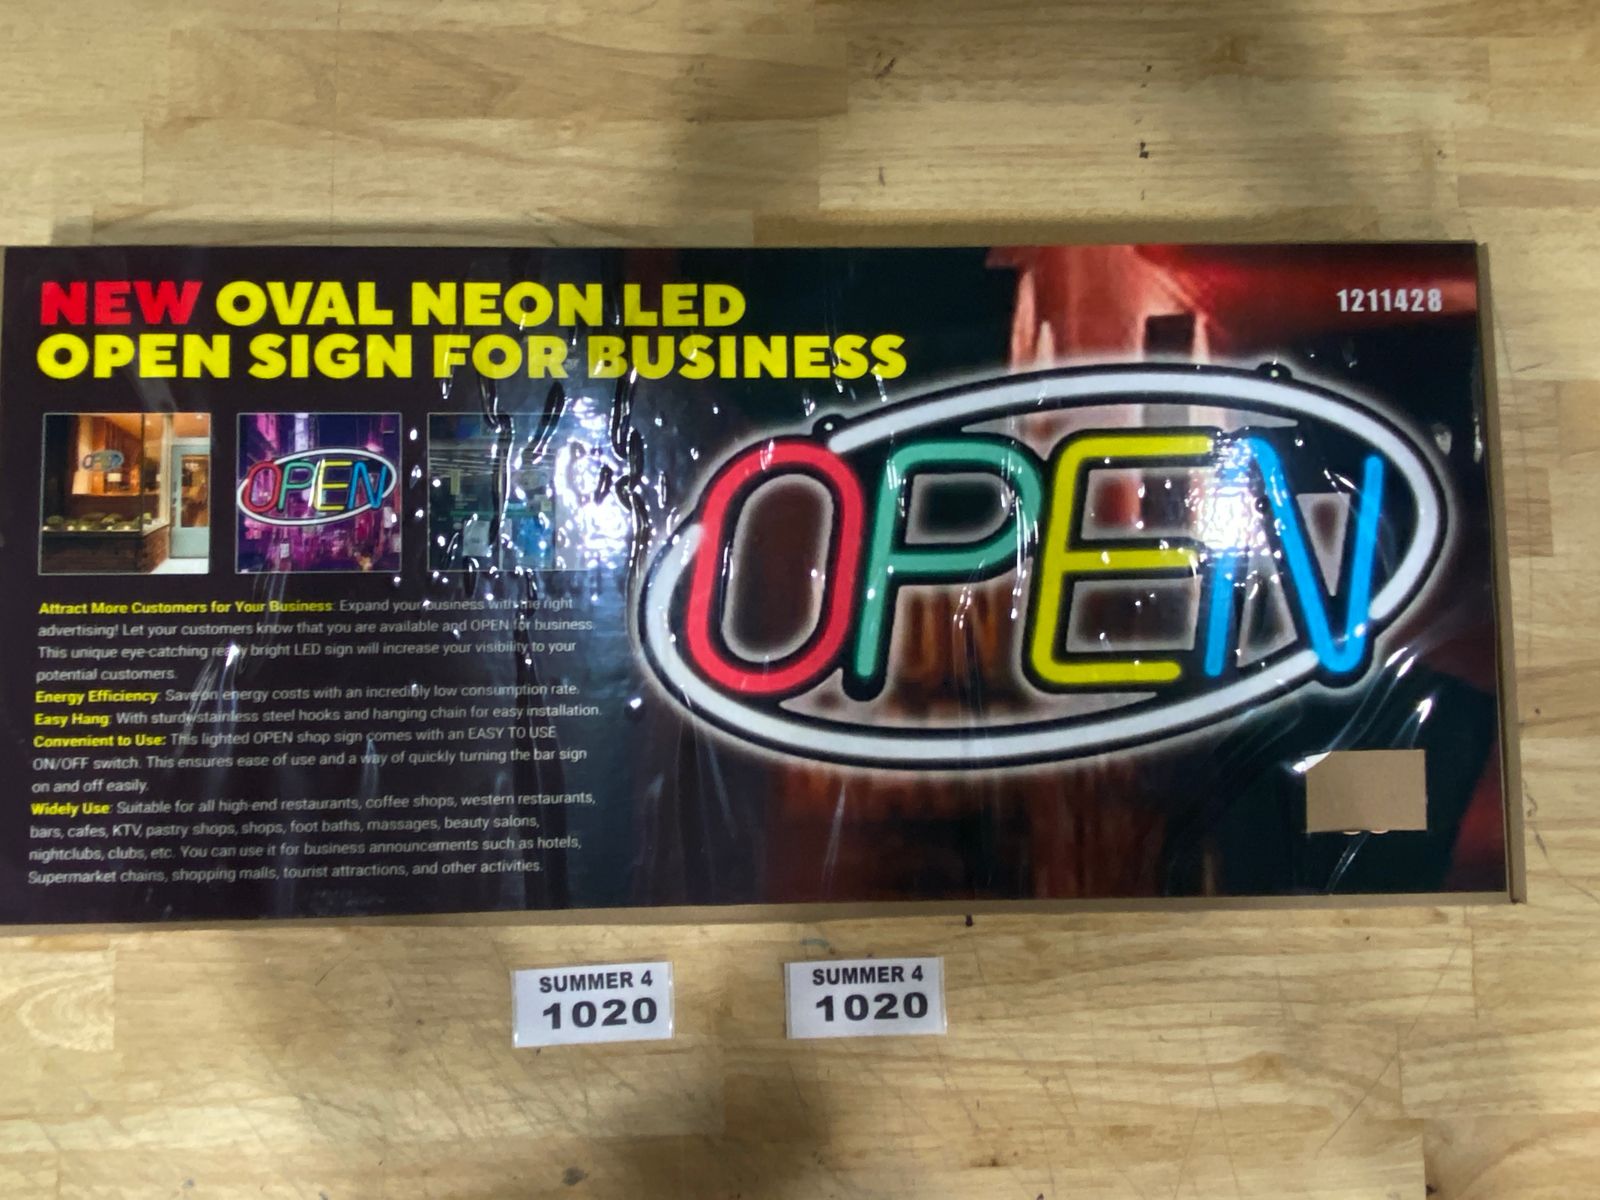 NEW OVAL NEON LED
OPEN SIGN FOR BUSINESS
1211428
OPEN
OPEN
OPEN
Attract More Customers for Your Business: Expand your business with the right
advertising! Let your customers know that you are available and OPEN for business.
This unique eye-catching really bright LED sign will increase your visibility to your
potential customers.
Energy Efficiency: Save on energy costs with an incredibly low consumption rate.
Easy Hang: With sturdy stainless steel hooks and hanging chain for easy installation.
Convenient to Use: This lighted OPEN shop sign comes with an EASY TO USE
ON/OFF switch. This ensures ease of use and a way of quickly turning the bar sign
on and off easily.
Widely Use: Suitable for all high-end restaurants, coffee shops, western restaurants,
bars, cafes, KTV, pastry shops, shops, foot baths, massages, beauty salons,
nightclubs, clubs, etc. You can use it for business announcements such as hotels,
Supermarket chains, shopping malls, tourist attractions, and other activities.
SUMMER 4
1020
SUMMER 4
1020